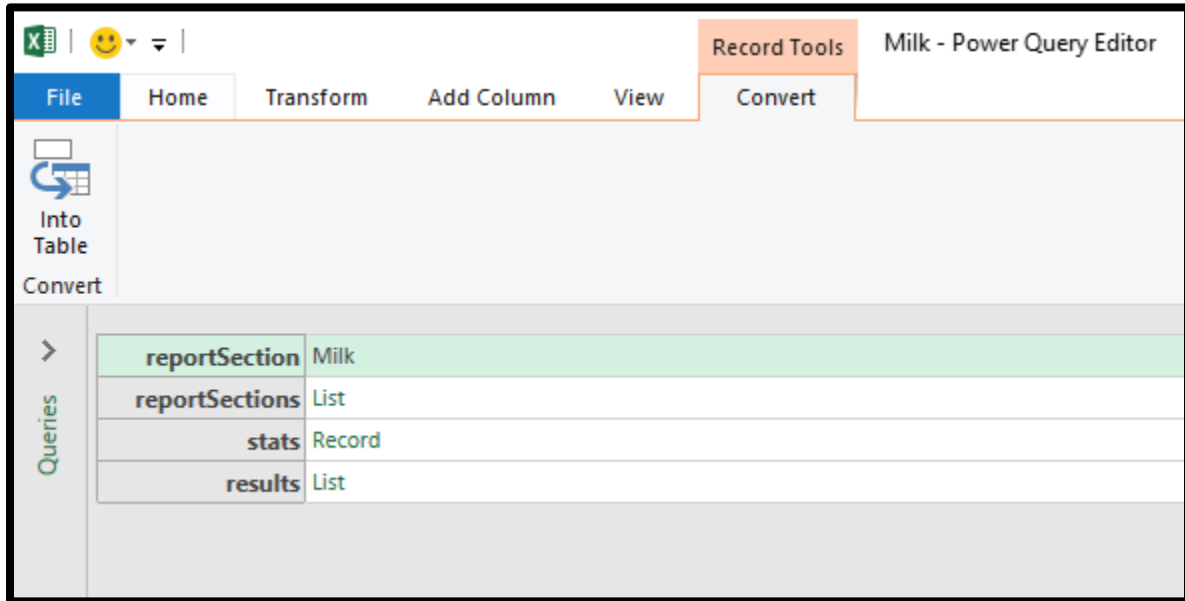 Record Tools Milk - Power Query Editor
File Home Transform Add Column View Convert
Into
Table
Convert
Queries
reportSection Milk
reportSections List
stats Record
results List